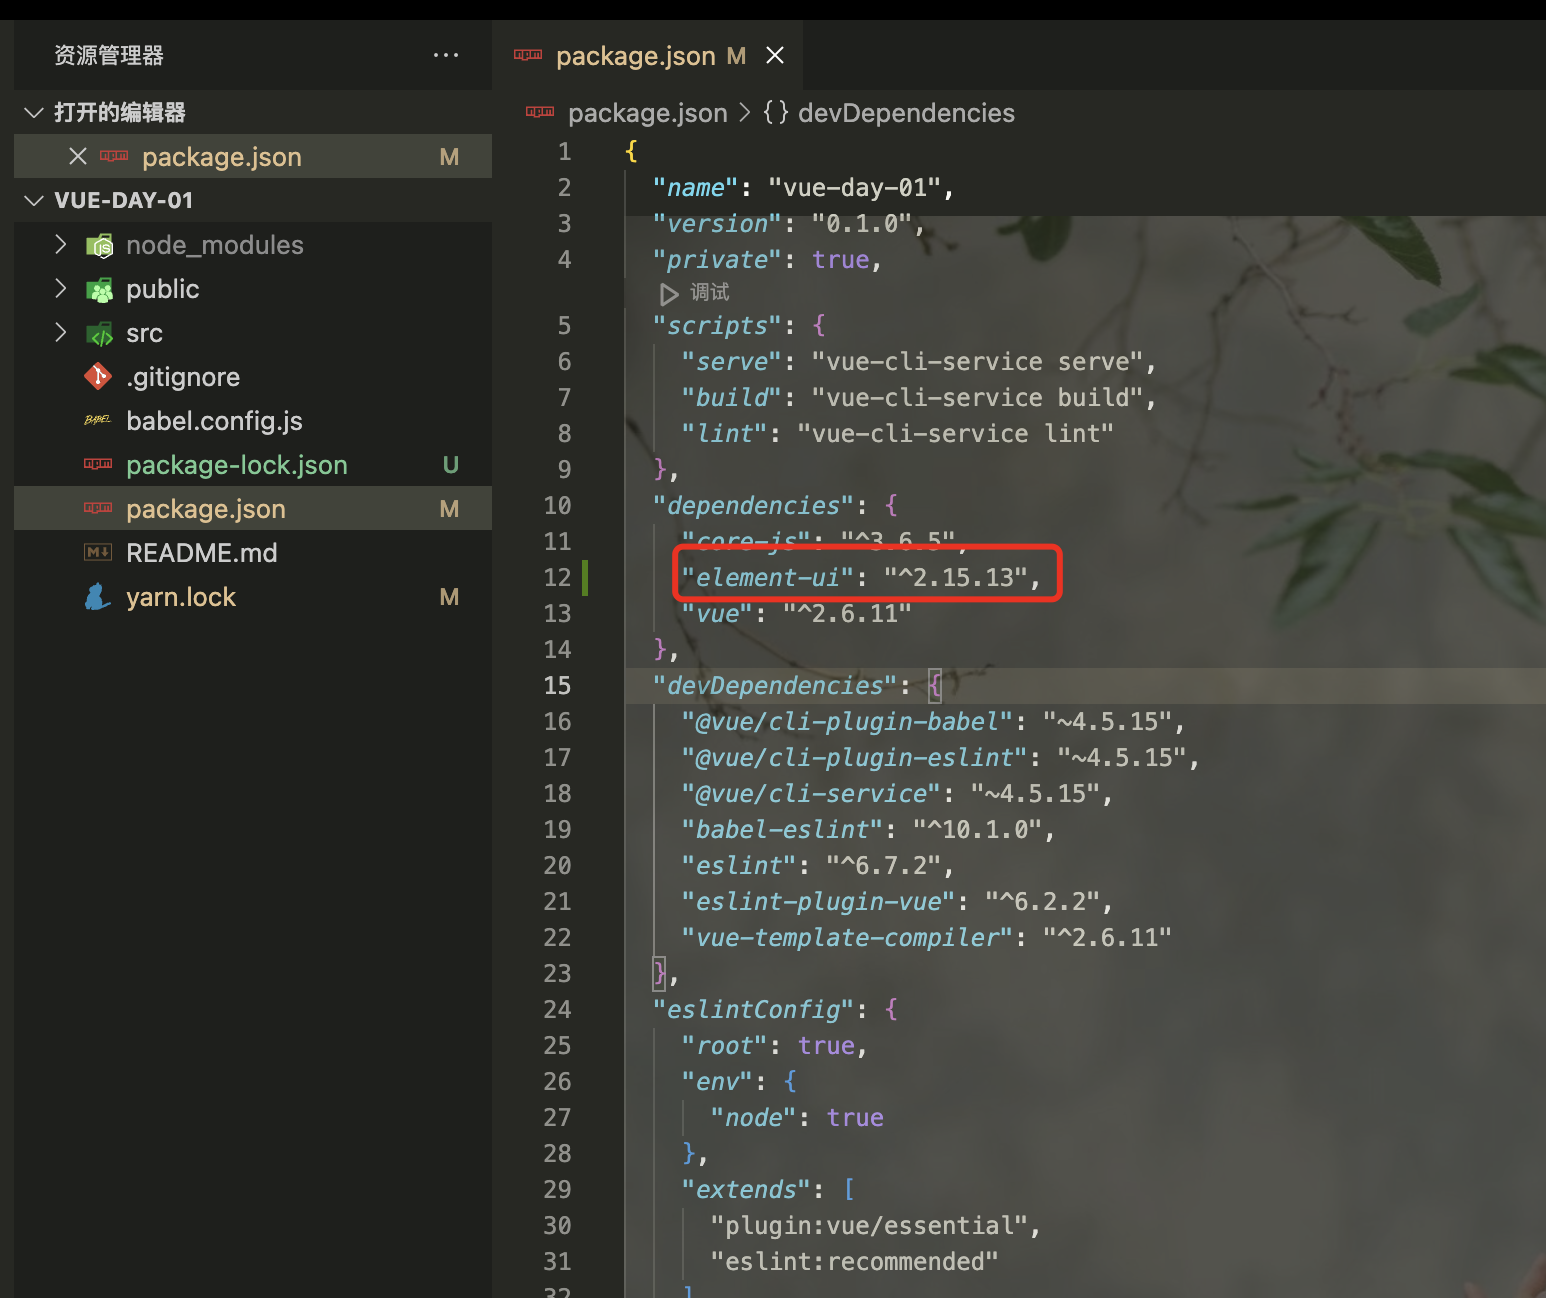 资源管理器
打开的编辑器
package.json M
VUE-DAY-01
node_modules
public
src
.gitignore
babel.config.js
package-lock.json U
package.json M
README.md
yarn.lock M
package.json M
package.json > {} devDependencies
1 {
2 "name": "vue-day-01",
3 "version": "0.1.0",
4 "private": true,
调试
5 "scripts": {
6 "serve": "vue-cli-service serve",
7 "build": "vue-cli-service build",
8 "lint": "vue-cli-service lint"
9 },
10 "dependencies": {
11 "core-js": "^3.6.5",
12 "element-ui": "^2.15.13",
13 "vue": "^2.6.11"
14 },
15 "devDependencies": {
16 "@vue/cli-plugin-babel": "~4.5.15",
17 "@vue/cli-plugin-eslint": "~4.5.15",
18 "@vue/cli-service": "~4.5.15",
19 "babel-eslint": "^10.1.0",
20 "eslint": "^6.7.2",
21 "eslint-plugin-vue": "^6.2.2",
22 "vue-template-compiler": "^2.6.11"
23 },
24 "eslintConfig": {
25 "root": true,
26 "env": {
27 "node": true
28 },
29 "extends": [
30 "plugin:vue/essential",
31 "eslint:recommended"
32 ]